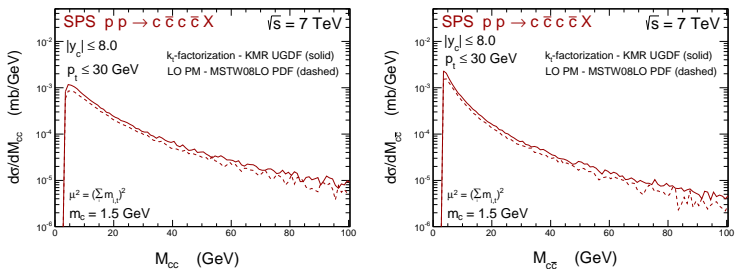 SPS p p → c c̄ c c̄ X
√s = 7 TeV
|y_c| ≤ 8.0
p_t ≤ 30 GeV
k_t-factorization - KMR UGDF (solid)
LO PM - MSTW08LO PDF (dashed)
dσ/dM_cc (mb/GeV)
10^-2
10^-3
10^-4
10^-5
10^-6
μ² = (∑ m_i,t)²
m_c = 1.5 GeV
0 20 40 60 80 100
M_cc (GeV)
SPS p p → c c̄ c c̄ X
√s = 7 TeV
|y_c| ≤ 8.0
p_t ≤ 30 GeV
k_t-factorization - KMR UGDF (solid)
LO PM - MSTW08LO PDF (dashed)
dσ/dM_cc̄ (mb/GeV)
10^-2
10^-3
10^-4
10^-5
10^-6
μ² = (∑ m_i,t)²
m_c = 1.5 GeV
0 20 40 60 80 100
M_cc̄ (GeV)